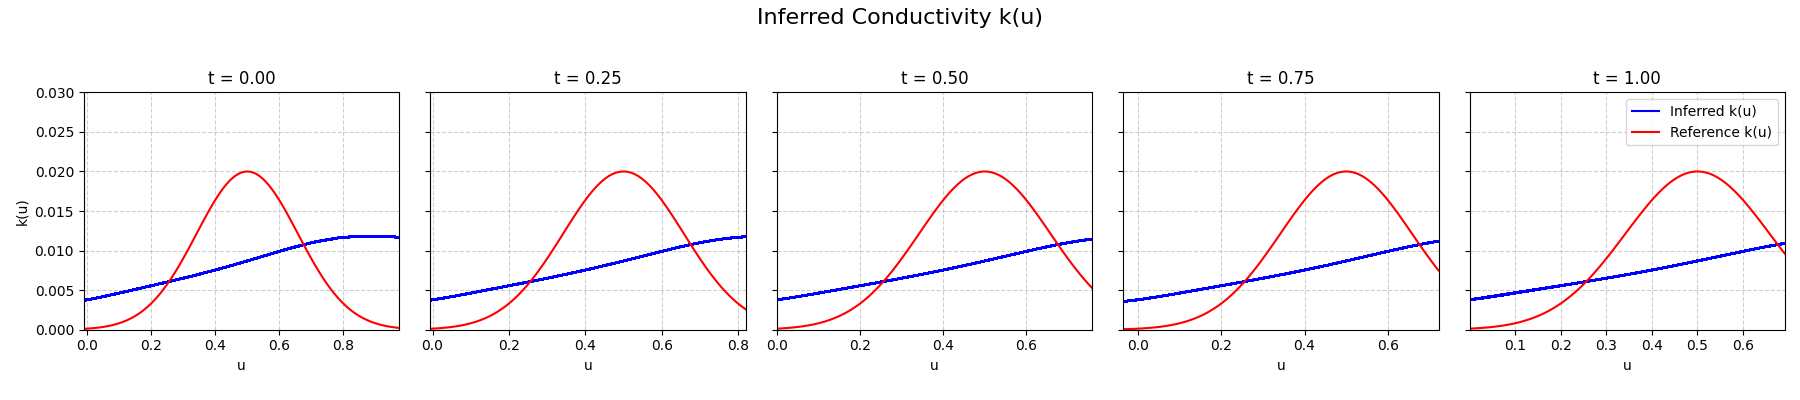 Inferred Conductivity k(u)
t = 0.00
t = 0.25
t = 0.50
t = 0.75
t = 1.00
Inferred k(u)
Reference k(u)
k(u)
0.030
0.025
0.020
0.015
0.010
0.005
0.000
0.0 0.2 0.4 0.6 0.8
0.0 0.2 0.4 0.6 0.8
0.0 0.2 0.4 0.6
0.0 0.2 0.4 0.6
0.1 0.2 0.3 0.4 0.5 0.6
u
u
u
u
u